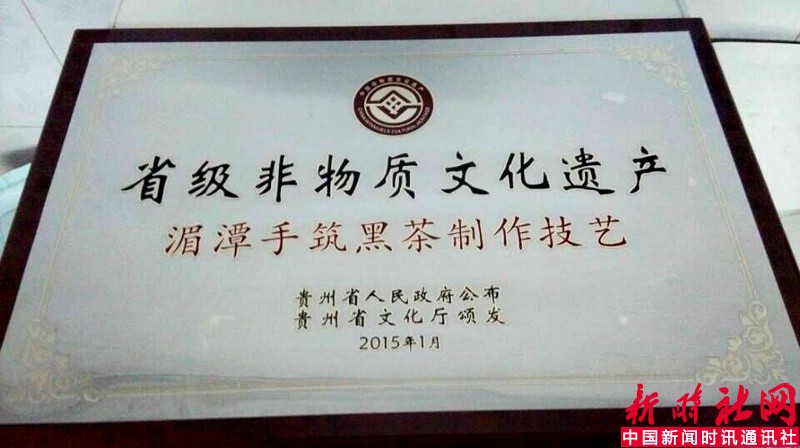 省级非物质文化遗产
湄潭手筑黑茶制作技艺
贵州省人民政府公布
贵州省文化厅颁发
2015年1月
新时社网
中国新闻时讯通讯社